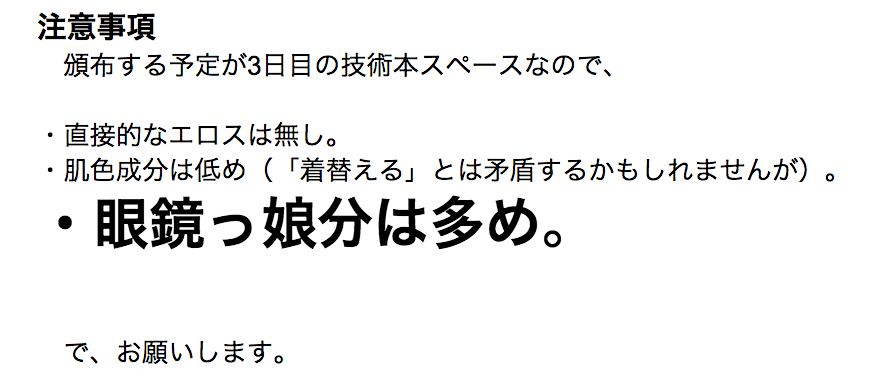 注意事項
頒布する予定が3日目の技術本スペースなので、
・直接的なエロスは無し。
・肌色成分は低め（「着替える」とは矛盾するかもしれませんが）。
・眼鏡っ娘分は多め。
で、お願いします。